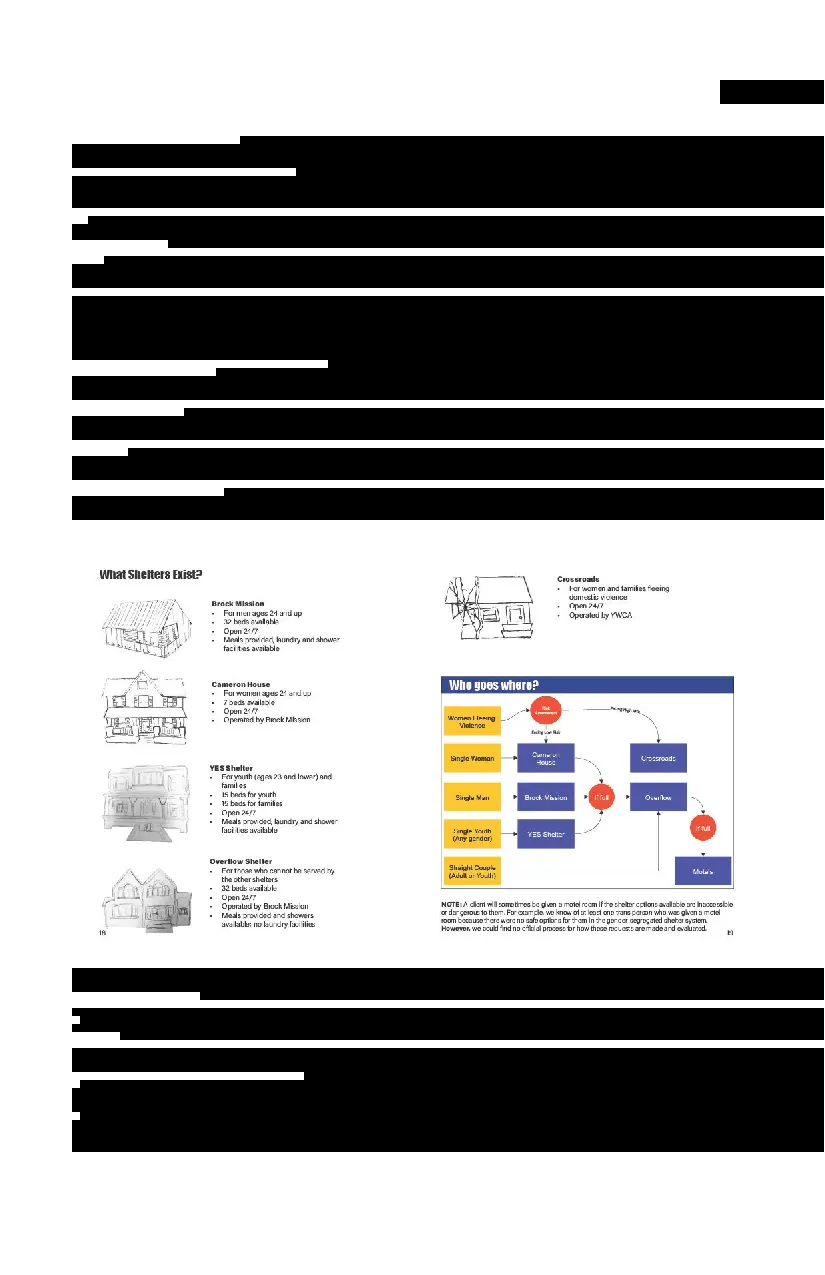 What Shelters Exist?
Brock Mission
• For men ages 24 and up
• 32 beds available
• Open 24/7
• Meals provided, laundry and shower
facilities available
Cameron House
• For women ages 24 and up
• 7 beds available
• Open 24/7
• Operated by Brock Mission
YES Shelter
• For youth (ages 23 and lower) and
families
• 15 beds for youth
• 15 beds for families
• Open 24/7
• Meals provided, laundry and shower
facilities available
Overflow Shelter
• For those who cannot be served by
the other shelters
• 32 beds available
• Open 24/7
• Operated by Brock Mission
• Meals provided and showers
available; no laundry facilities
18
Crossroads
• For women and families fleeing
domestic violence
• Open 24/7
• Operated by YWCA
Who goes where?
Women Fleeing
Violence
Risk
Single Woman
Cameron
House
Crossroads
Single Man
Brock Mission
If full
Overflow
Single Youth
(Any gender)
YES Shelter
If full
Straight Couple
(Adult or Youth)
Motels
NOTE: A client will sometimes be given a motel room if the shelter options available are inaccessible
or dangerous to them. For example, we know of at least one trans person who was given a motel
room because there were no safe options for them in the gender-segregated shelter system.
However, we could find no official process for how these requests are made and evaluated.
19